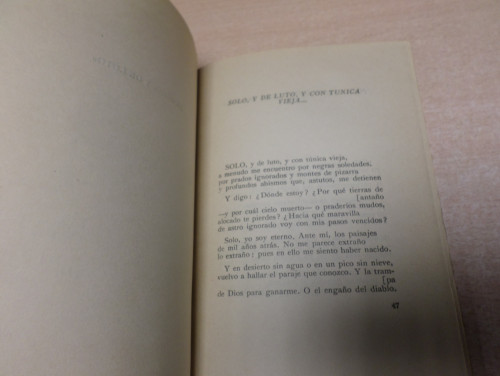 SOLO, Y DE LUTO, Y CON TUNICA
VIEJA...
SOLO, y de luto, y con túnica vieja,
a menudo me encuentro por negras soledades,
por prados ignorados y montes de pizarra
y profundos abismos que, astutos, me detienen
Y digo: ¿Dónde estoy? ¿Por qué tierras de
[antaño
—y por cuál cielo muerto— o praderíos mudos,
alocado te pierdes? ¿Hacia qué maravilla
de astro ignorado voy con mis pasos vencidos?
Solo, yo soy eterno. Ante mí, los paisajes
de mil años atrás. No me parece extraño
lo extraño: pues en ello me siento haber nacido.
Y en desierto sin agua o en un pico sin nieve,
vuelvo a hallar el paraje que conozco. Y la tram-
[pa
de Dios para ganarme. O el engaño del diablo.
47